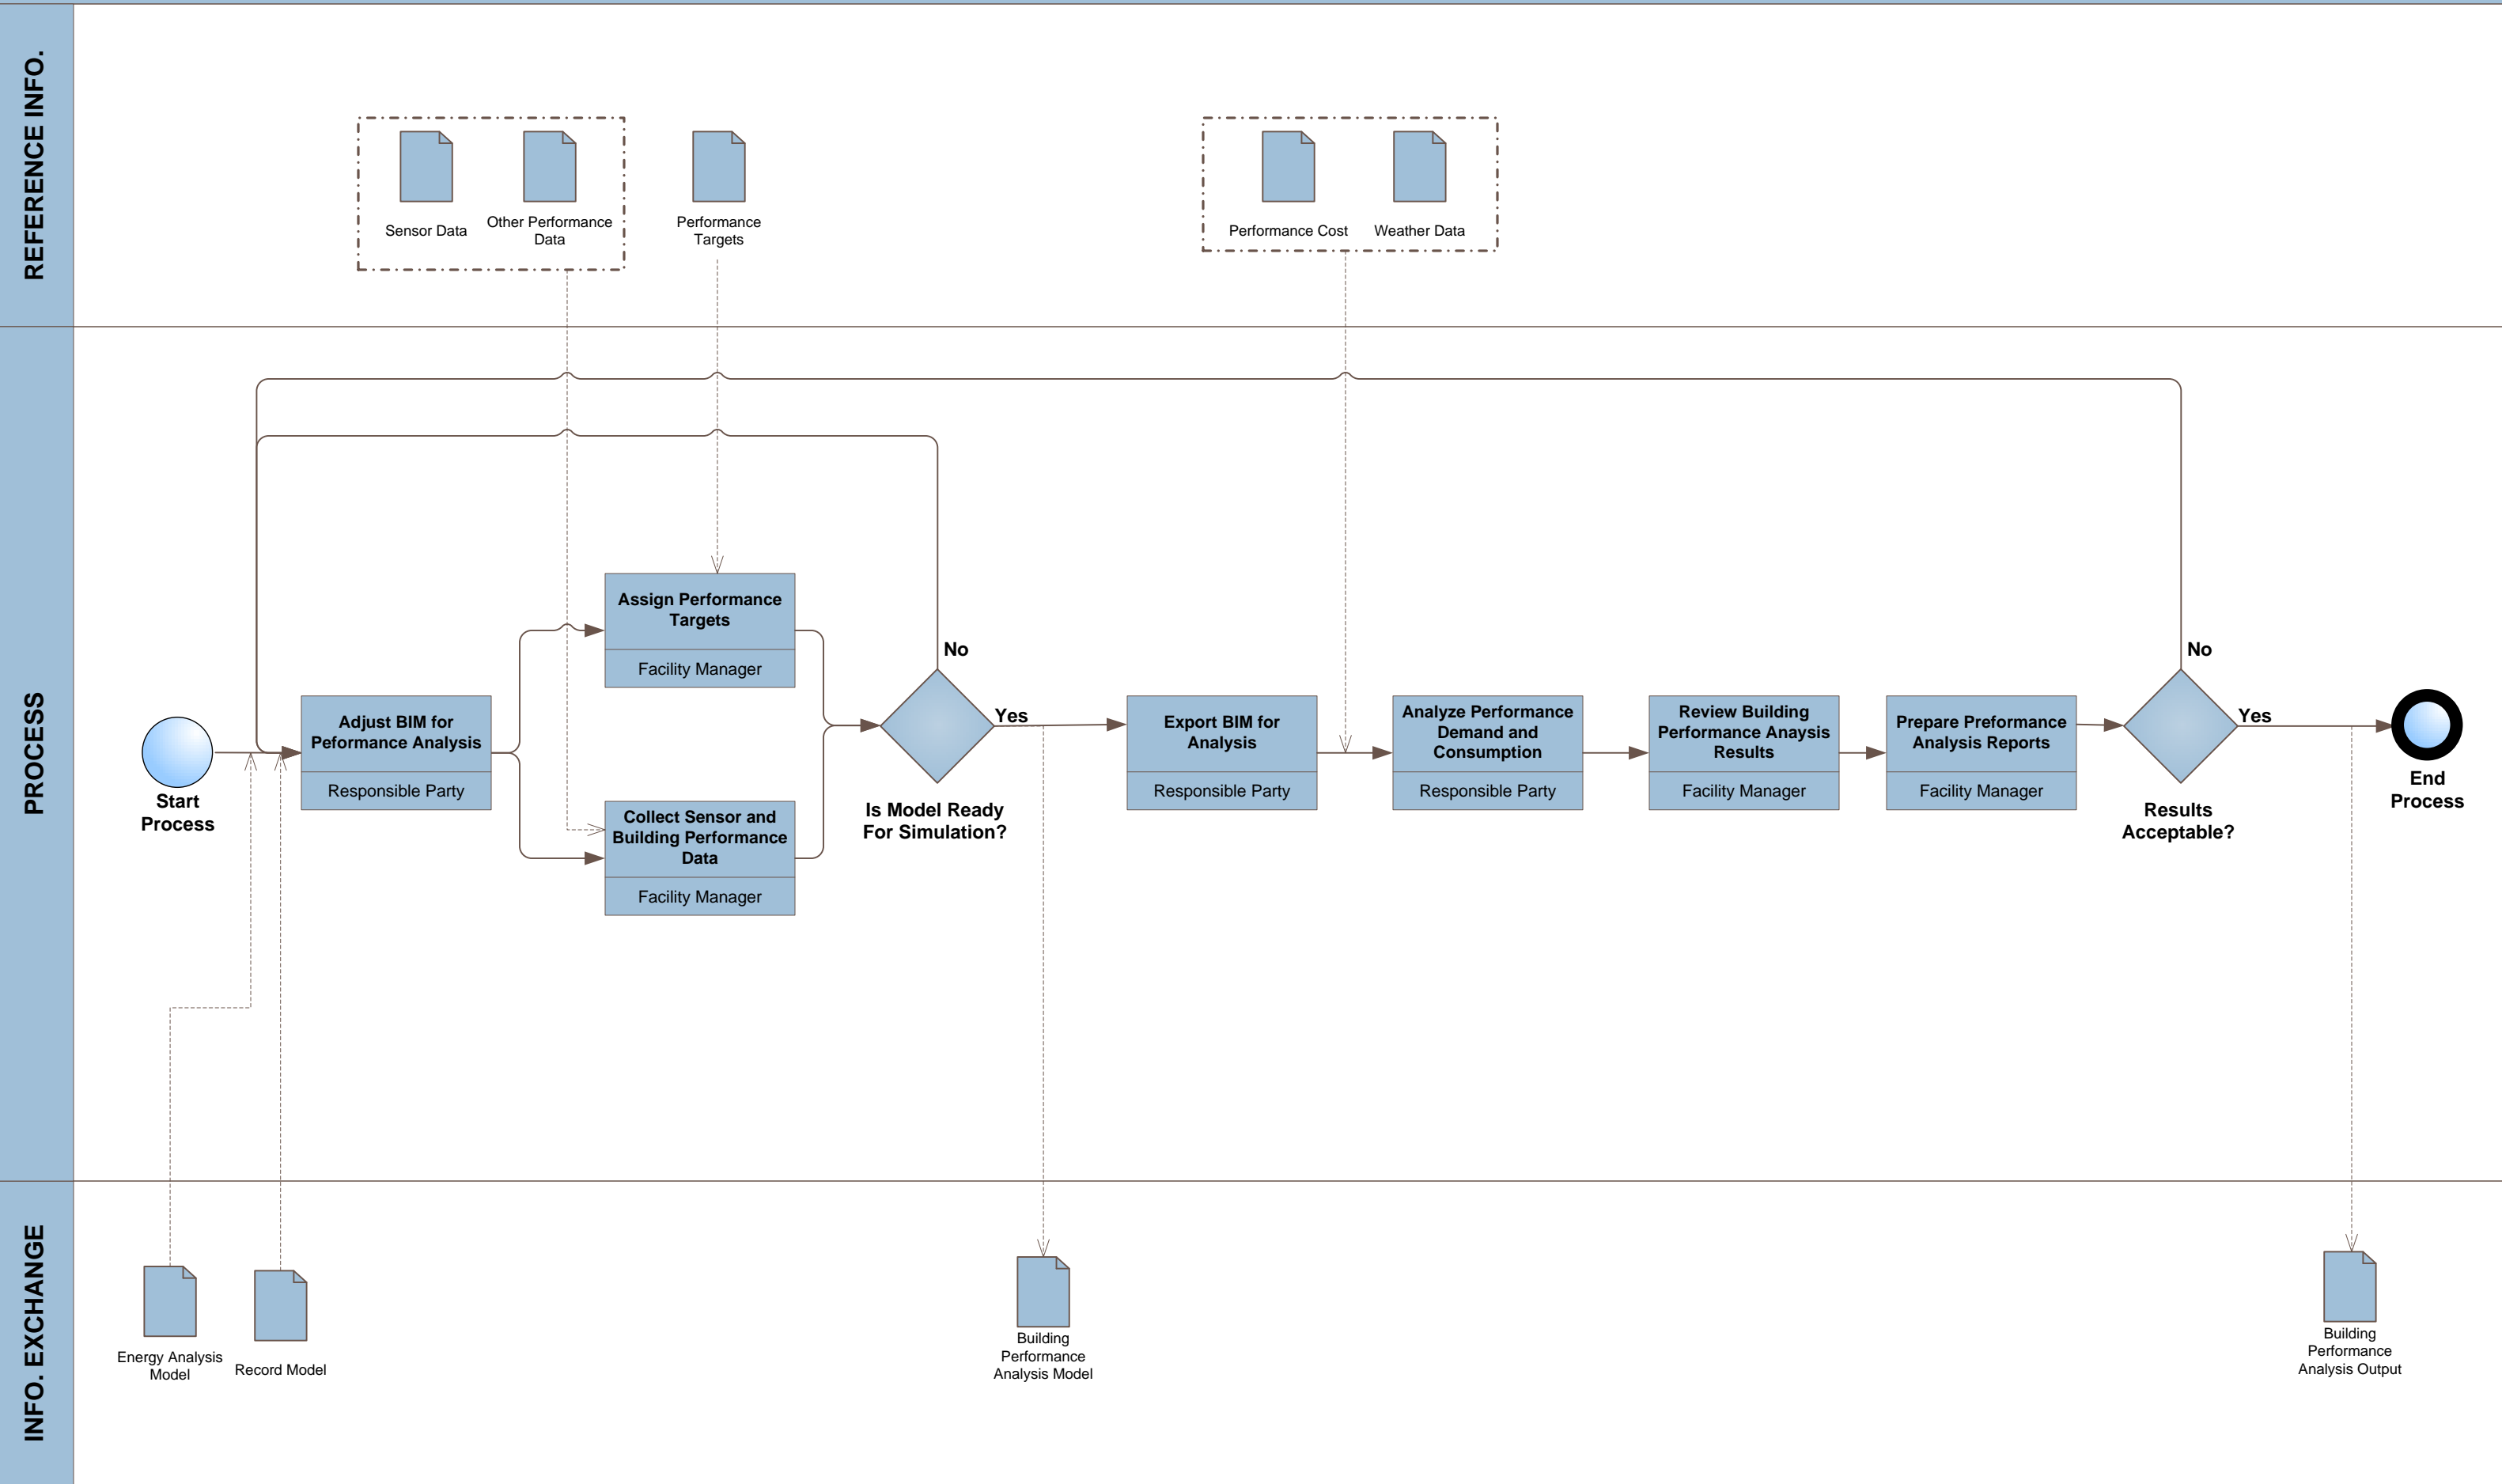 REFERENCE INFO.
Sensor Data
Other Performance
Data
Performance
Targets
Performance Cost
Weather Data
PROCESS
Start
Process
Adjust BIM for
Peformance Analysis
Responsible Party
Assign Performance
Targets
Facility Manager
Collect Sensor and
Building Performance
Data
Facility Manager
No
Yes
Is Model Ready
For Simulation?
Export BIM for
Analysis
Responsible Party
Analyze Performance
Demand and
Consumption
Responsible Party
Review Building
Performance Anaysis
Results
Facility Manager
Prepare Preformance
Analysis Reports
Facility Manager
No
Yes
Results
Acceptable?
End
Process
INFO. EXCHANGE
Energy Analysis
Model
Record Model
Building
Performance
Analysis Model
Building
Performance
Analysis Output